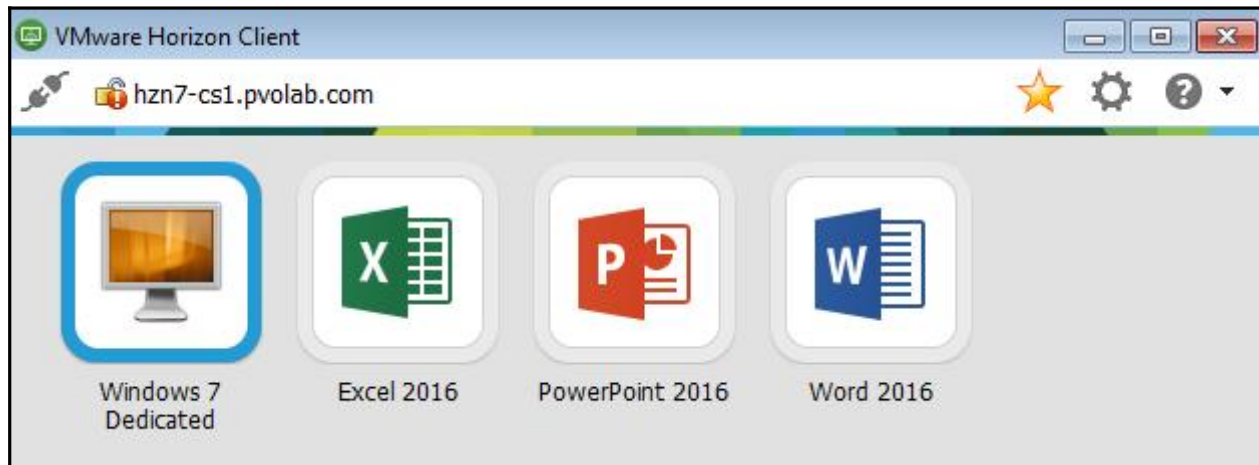 VMware Horizon Client
hzn7-cs1.pvolab.com
X
P
W
Windows 7
Dedicated
Excel 2016
PowerPoint 2016
Word 2016